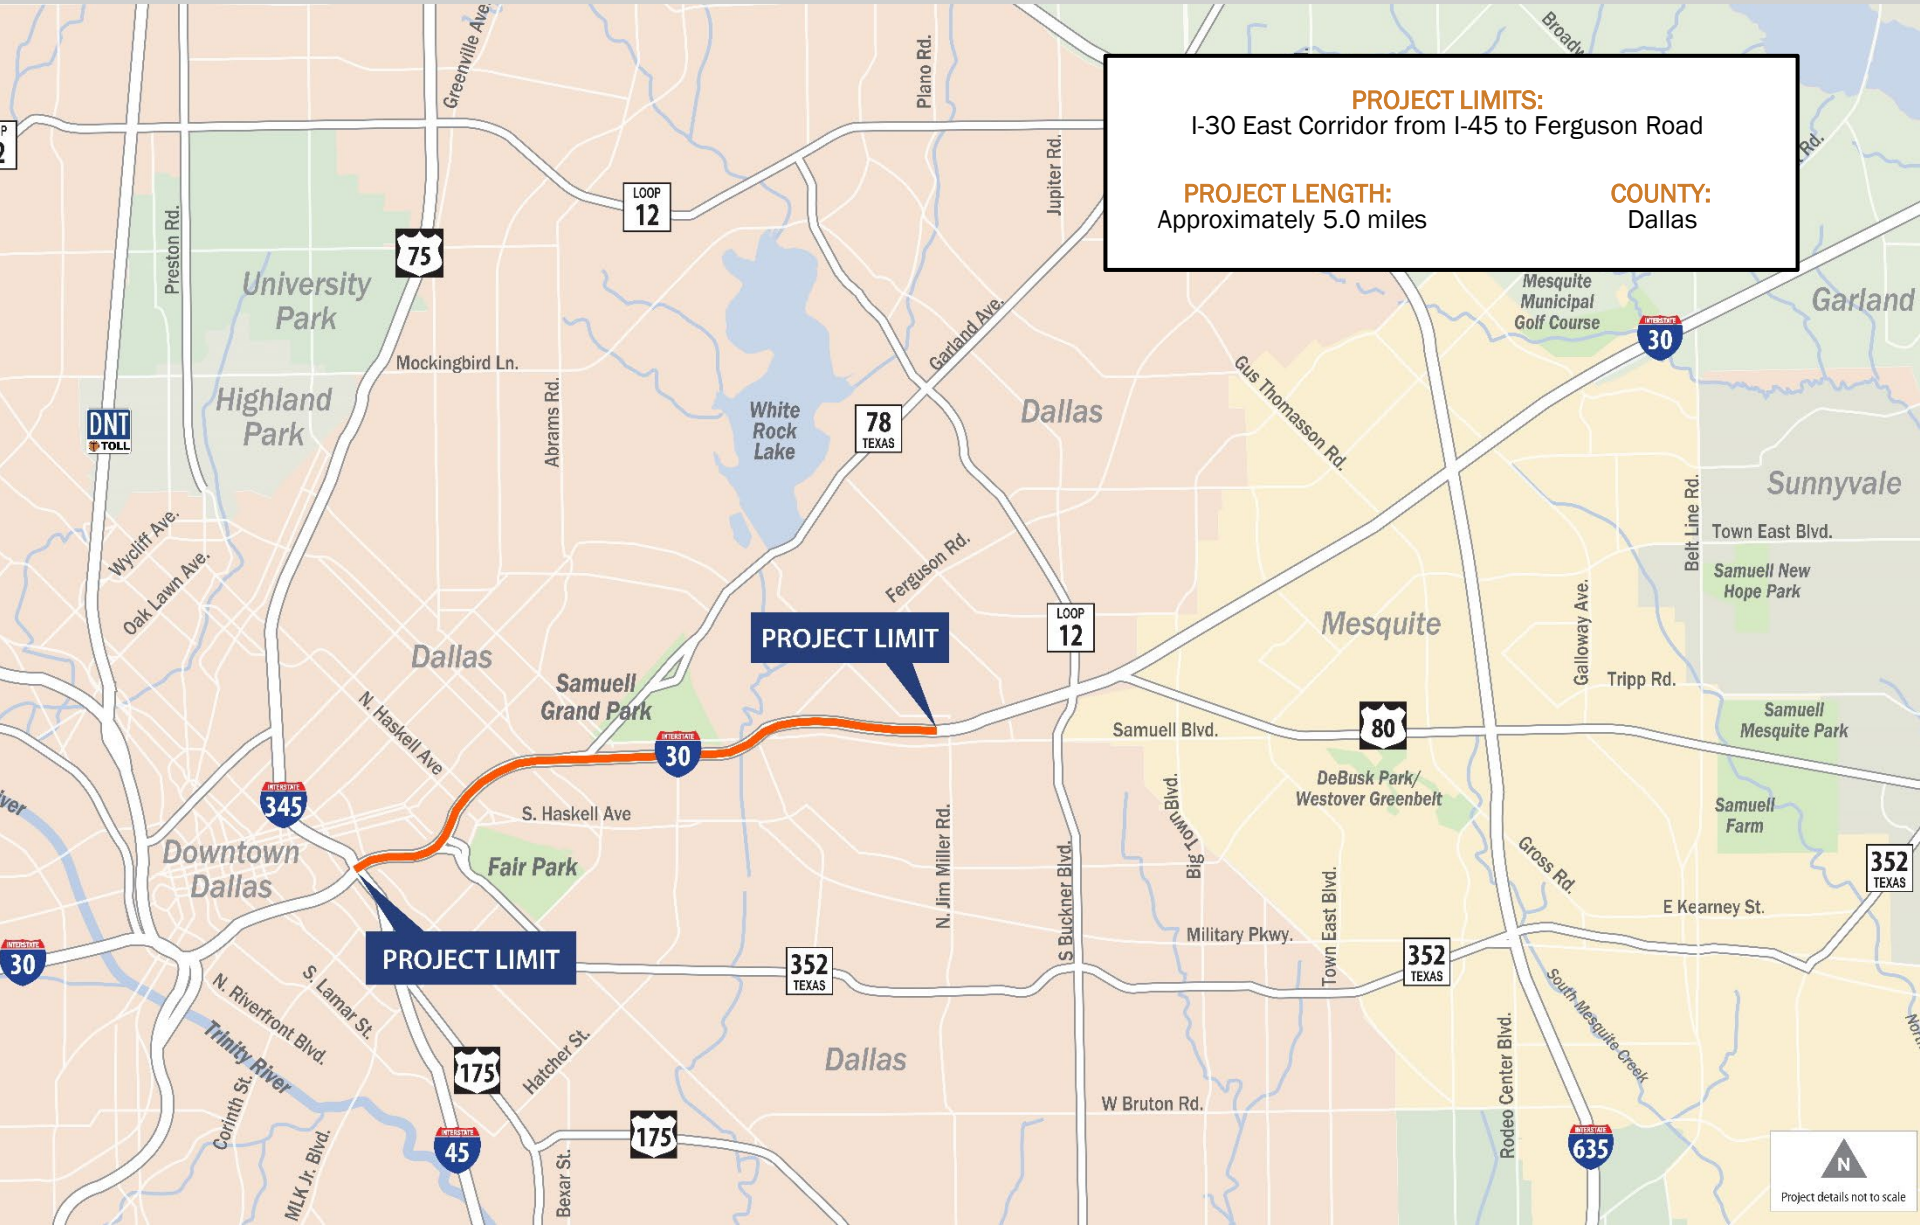 PROJECT LIMITS:
I-30 East Corridor from I-45 to Ferguson Road
PROJECT LENGTH:
Approximately 5.0 miles
COUNTY:
Dallas
Greenville Ave.
Plano Rd.
Jupiter Rd.
Rd.
LOOP
12
Preston Rd.
75
University
Park
Mockingbird Ln.
Highland
Park
DNT
TOLL
Abrams Rd.
White
Rock
Lake
Garland Ave.
78
TEXAS
Dallas
Gus Thomasson Rd.
Mesquite
Municipal
Golf Course
INTERSTATE
30
Garland
Sunnyvale
Belt Line Rd.
Town East Blvd.
Samuell New
Hope Park
Wycliff Ave.
Oak Lawn Ave.
Ferguson Rd.
PROJECT LIMIT
LOOP
12
Mesquite
Galloway Ave.
Tripp Rd.
Dallas
Samuell
Grand Park
N. Haskell Ave
INTERSTATE
30
Samuell Blvd.
80
Samuell
Mesquite Park
DeBusk Park/
Westover Greenbelt
Samuell
Farm
INTERSTATE
345
S. Haskell Ave
Big Town Blvd.
N. Jim Miller Rd.
S Buckner Blvd.
Downtown
Dallas
Fair Park
Gross Rd.
352
TEXAS
Town East Blvd.
E Kearney St.
Military Pkwy.
PROJECT LIMIT
INTERSTATE
30
352
TEXAS
352
TEXAS
S. Lamar St.
N. Riverfront Blvd.
Trinity River
South Mesquite Creek
Hatcher St.
175
Dallas
Rodeo Center Blvd.
W Bruton Rd.
Corinth St.
MLK Jr. Blvd.
INTERSTATE
45
175
Bexar St.
INTERSTATE
635
N
Project details not to scale